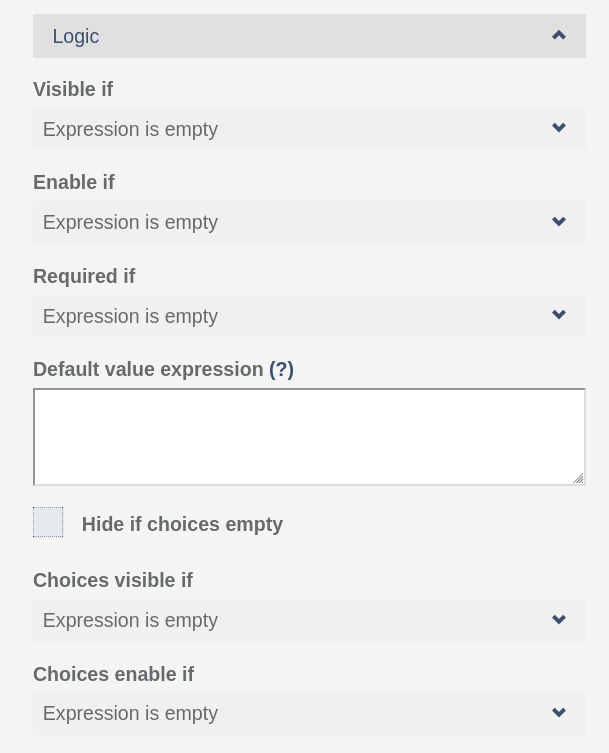 Logic
Visible if
Expression is empty
Enable if
Expression is empty
Required if
Expression is empty
Default value expression (?)
Hide if choices empty
Choices visible if
Expression is empty
Choices enable if
Expression is empty